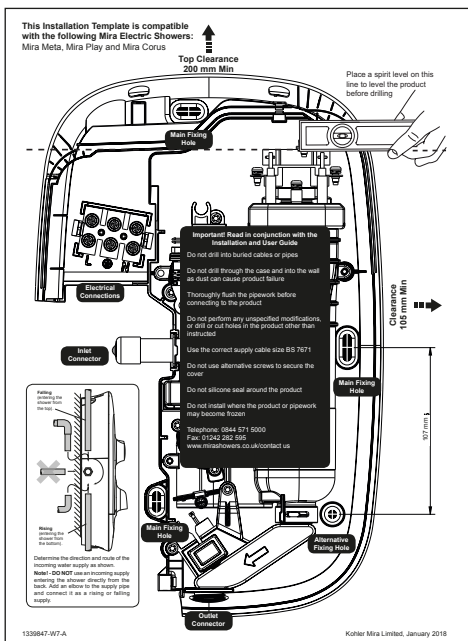 This Installation Template is compatible
with the following Mira Electric Showers:
Mira Meta, Mira Play and Mira Corus
Top Clearance
200 mm Min
Place a spirit level on this
line to level the product
before drilling
Main Fixing
Hole
Important! Read in conjunction with the
Installation and User Guide
Do not drill into buried cables or pipes
Do not drill through the case and into the wall
as dust can cause product failure
Thoroughly flush the pipework before
connecting to the product
Do not perform any unspecified modifications,
or drill or cut holes in the product other than
instructed
Use the correct supply cable size BS 7671
Do not use alternative screws to secure the
cover
Do not silicone seal around the product
Do not install where the product or pipework
may become frozen
Telephone: 0844 571 5000
Fax: 01242 282 595
www.mirashowers.co.uk/contact us
Electrical
Connections
Clearance
105 mm Min
Inlet
Connector
Main Fixing
Hole
107 mm
Falling
(entering the
shower from
the top).
Rising
(entering the
shower from
the bottom).
Determine the direction and route of the
incoming water supply as shown.
Note! - DO NOT use an incoming supply
entering the shower directly from the
back. Add an elbow to the supply pipe
and connect it as a rising or falling
supply.
Main Fixing
Hole
Alternative
Fixing Hole
Outlet
Connector
1339847-W7-A
Kohler Mira Limited, January 2018